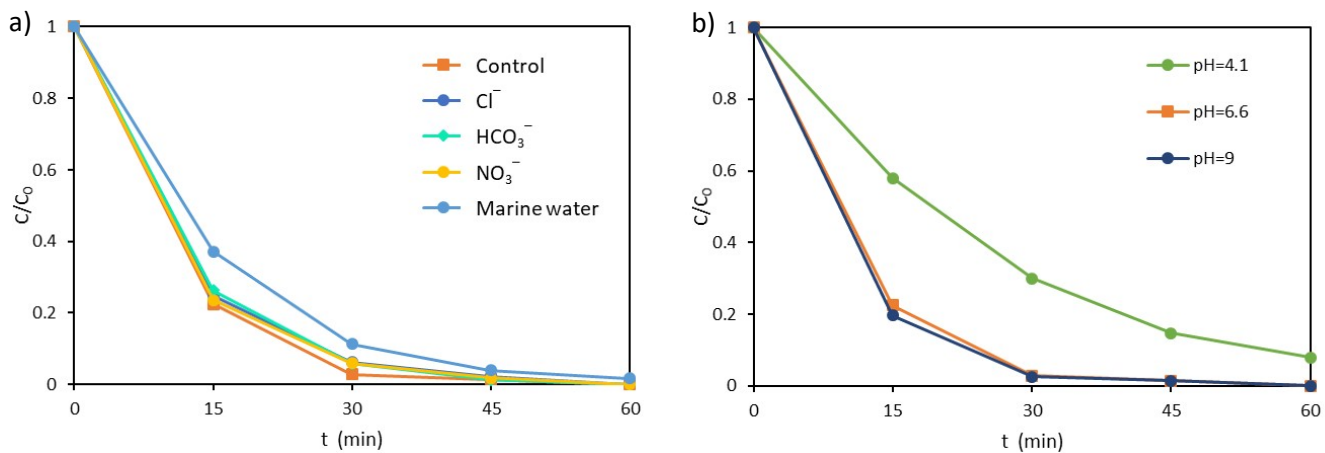 a)
1
0.8
0.6
0.4
0.2
0
C/C₀
0 15 30 45 60
t (min)
Control
Cl⁻
HCO₃⁻
NO₃⁻
Marine water
b)
1
0.8
0.6
0.4
0.2
0
C/C₀
0 15 30 45 60
t (min)
pH=4.1
pH=6.6
pH=9